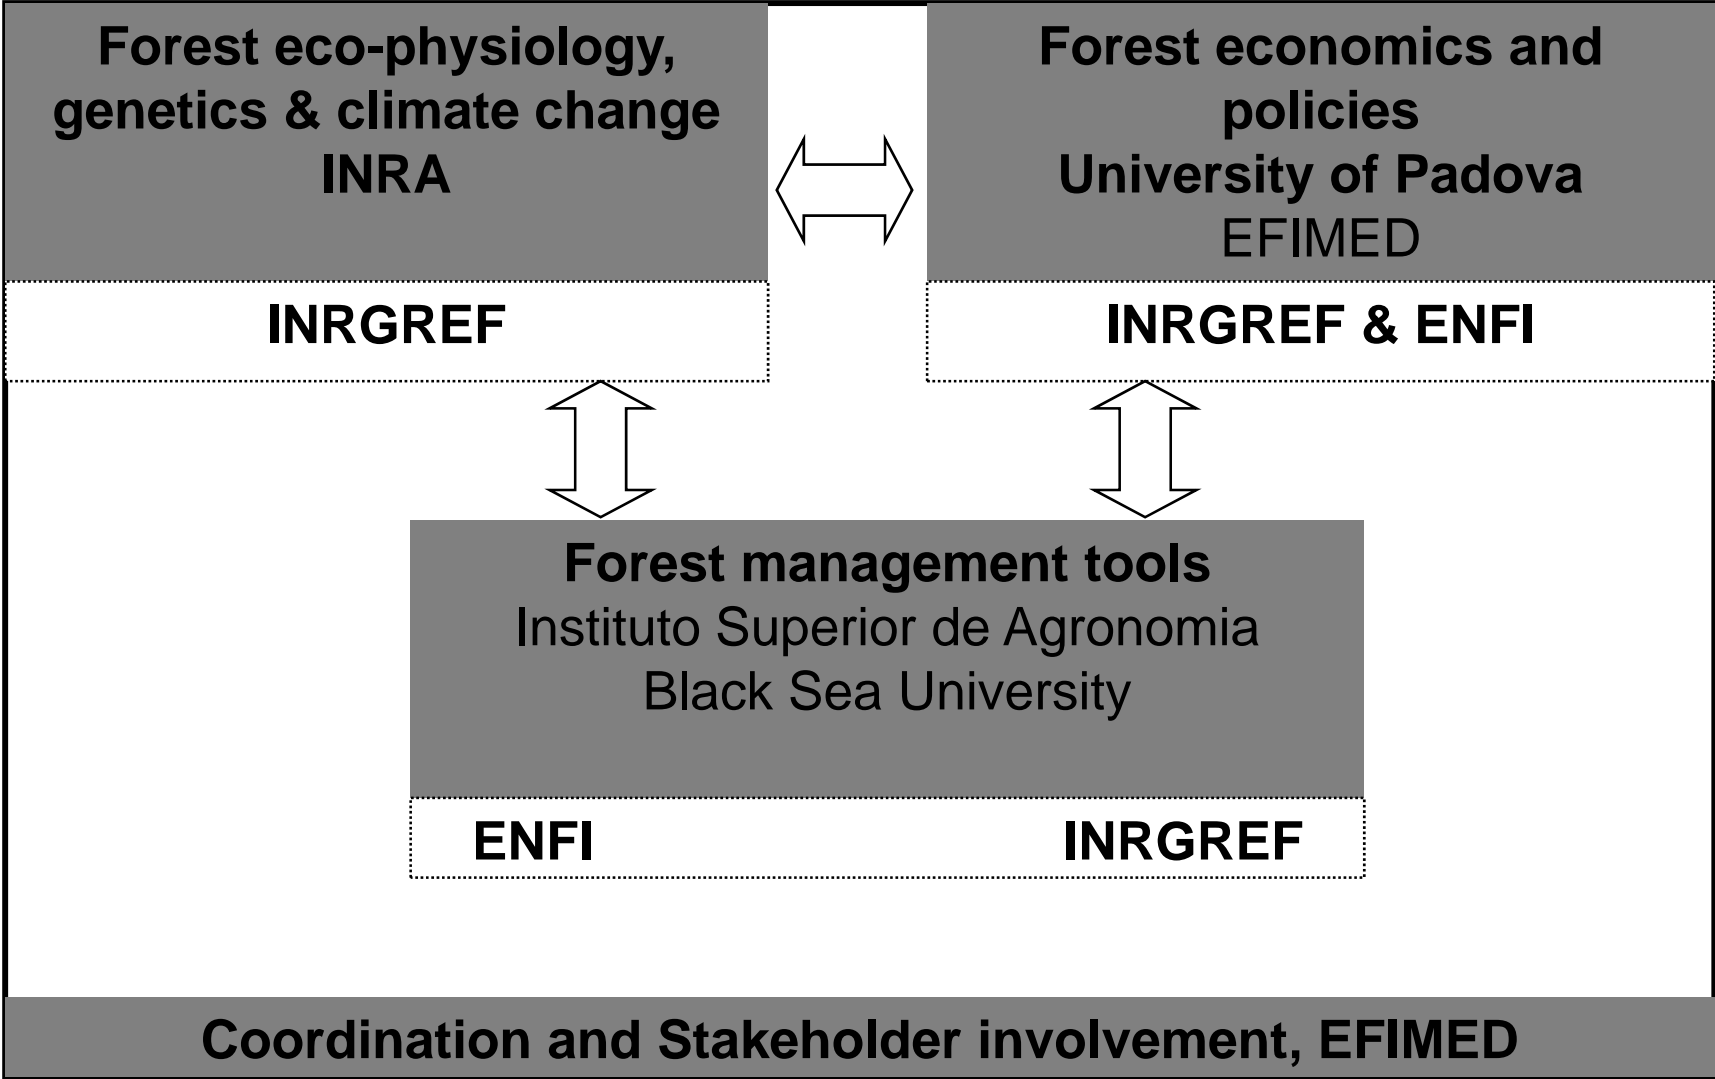 Forest eco-physiology,
genetics & climate change
INRA
INRGREF
Forest economics and
policies
University of Padova
EFIMED
INRGREF & ENFI
Forest management tools
Instituto Superior de Agronomia
Black Sea University
ENFI INRGREF
Coordination and Stakeholder involvement, EFIMED